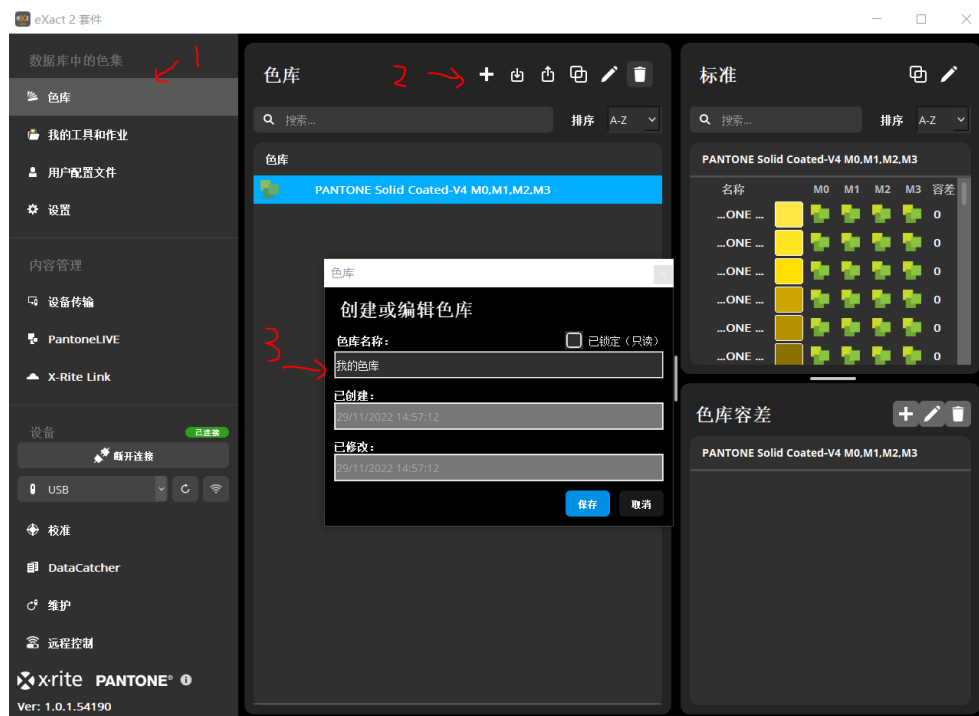 eXact 2 套件
数据库中的色集
1
色库
我的工具和作业
用户配置文件
设置
内容管理
设备传输
PantoneLIVE
X-Rite Link
设备
已连接
断开连接
USB
校准
DataCatcher
维护
远程控制
x·rite PANTONE®
Ver: 1.0.1.54190
色库
2
搜索...
排序 A-Z
色库
PANTONE Solid Coated-V4 M0,M1,M2,M3
色库
创建或编辑色库
色库名称：
已锁定（只读）
3
我的色库
已创建：
29/11/2022 14:57:12
已修改：
29/11/2022 14:57:12
保存 取消
标准
搜索...
排序 A-Z
PANTONE Solid Coated-V4 M0,M1,M2,M3
名称 M0 M1 M2 M3 容差
...ONE ... 0
...ONE ... 0
...ONE ... 0
...ONE ... 0
...ONE ... 0
...ONE ... 0
色库容差
PANTONE Solid Coated-V4 M0,M1,M2,M3